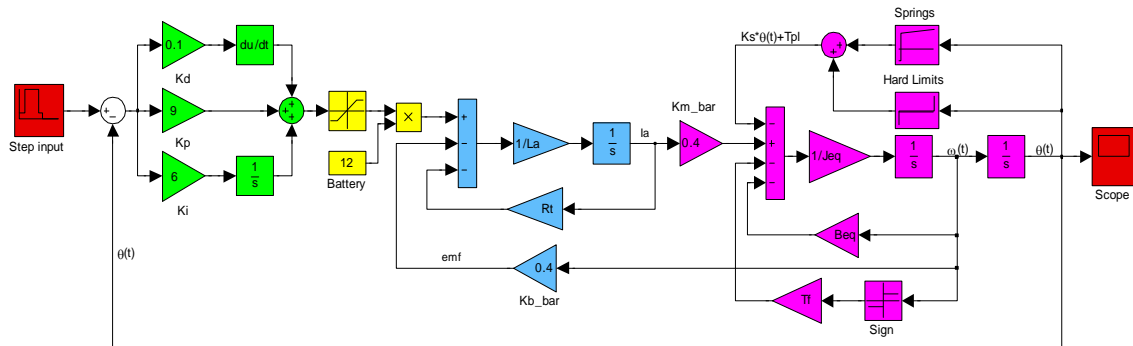 Step input
+
−
0.1
Kd
du/dt
9
Kp
6
Ki
1
s
+
+
+
12
Battery
×
+
−
−
1/La
1
s
Ia
Rt
emf
0.4
Kb_bar
Km_bar
0.4
Ks*θ(t)+Tpl
+
+
Springs
Hard Limits
−
+
−
−
1/Jeq
1
s
ω(t)
1
s
θ(t)
Beq
Tf
Sign
Scope
θ(t)